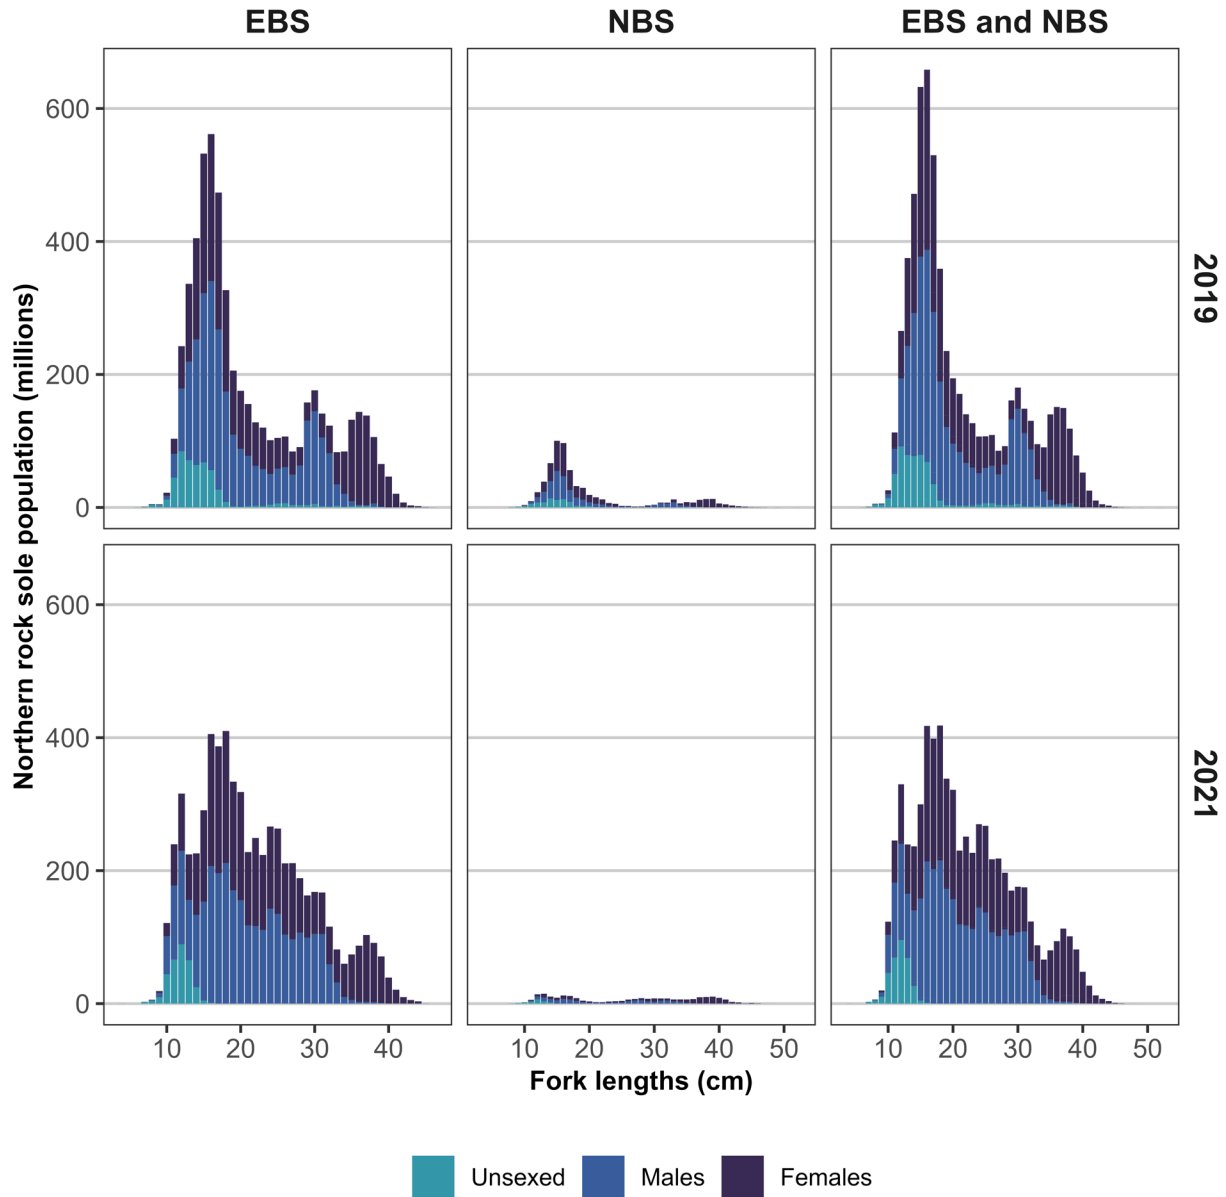 EBS NBS EBS and NBS
Northern rock sole population (millions)
600
400
200
0
2019
600
400
200
0
2021
10 20 30 40 10 20 30 40 50 10 20 30 40 50
Fork lengths (cm)
Unsexed Males Females